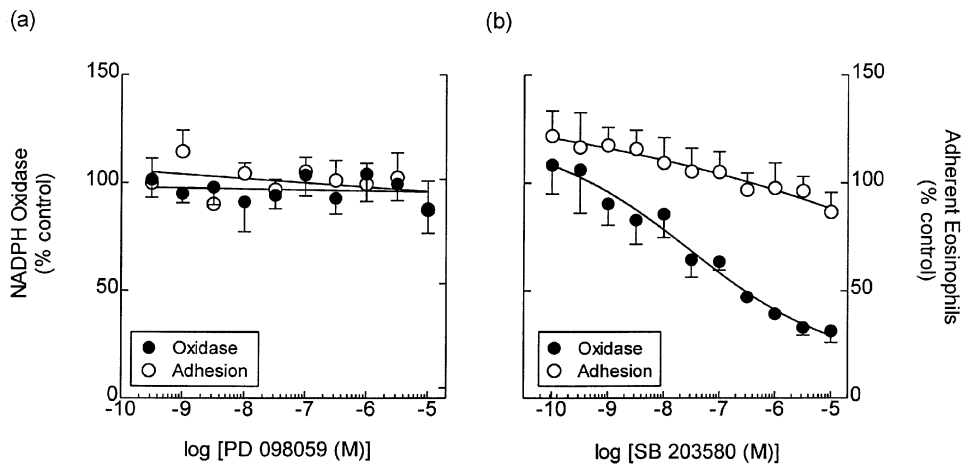 (a)
(b)
150
100
50
0
NADPH Oxidase
(% control)
Oxidase
Adhesion
-10 -9 -8 -7 -6 -5
log [PD 098059 (M)]
150
100
50
0
Adherent Eosinophils
(% control)
Oxidase
Adhesion
-10 -9 -8 -7 -6 -5
log [SB 203580 (M)]